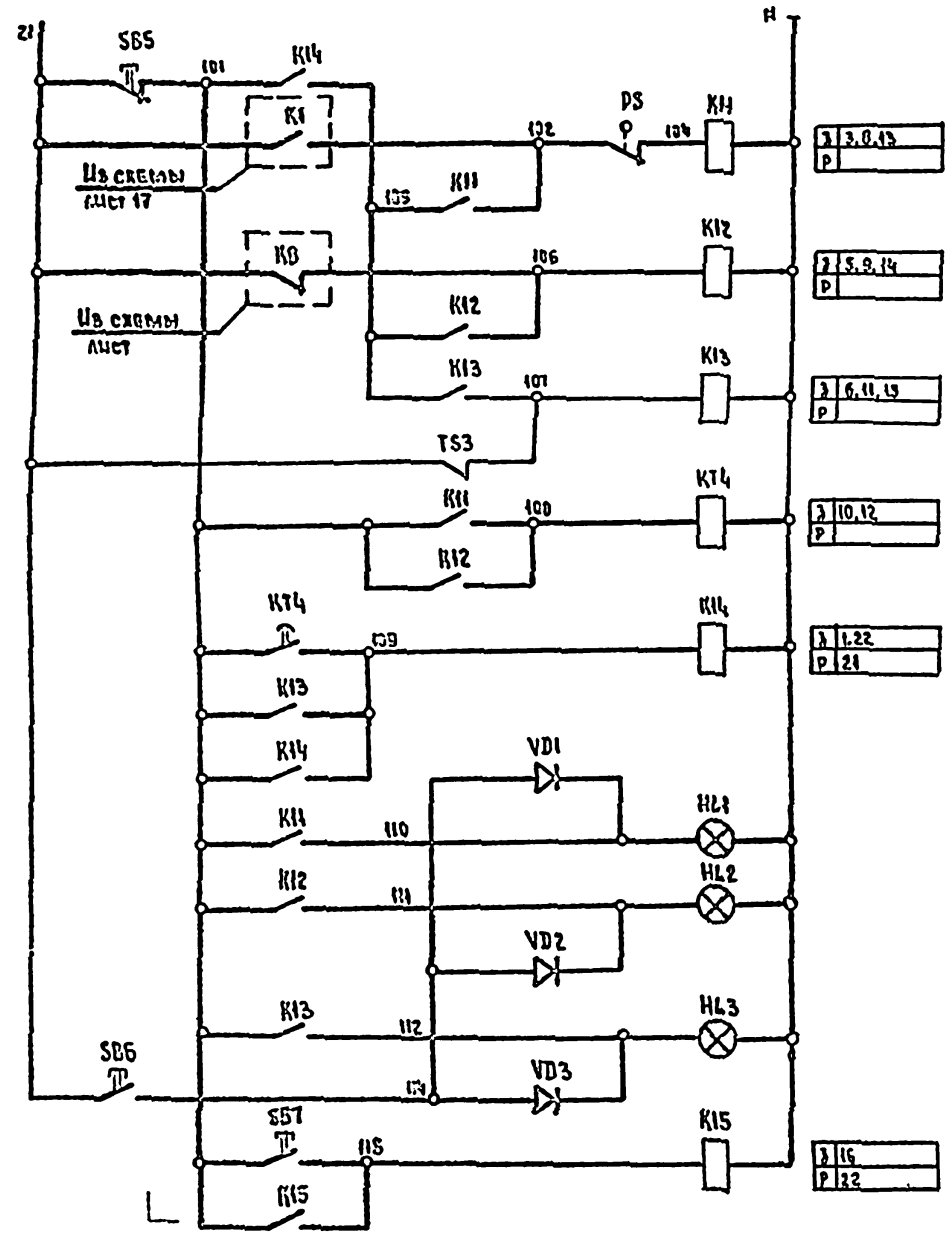 21
N
SB5
101
K14
K1
102
DS
104
K11
З 3,8,13
Р
Из схемы
лист 17
105
K11
K8
106
K12
З 5,9,14
Р
Из схемы
лист
K12
K13
107
K13
З 6,11,15
Р
TS3
K11
108
KT4
З 10,12
Р
K12
KT4
109
K14
З 1,22
Р 21
K13
K14
VD1
K11
110
HL1
K12
111
HL2
VD2
K13
112
HL3
SB6
VD3
SB7
115
K15
З 16
Р 22
K15